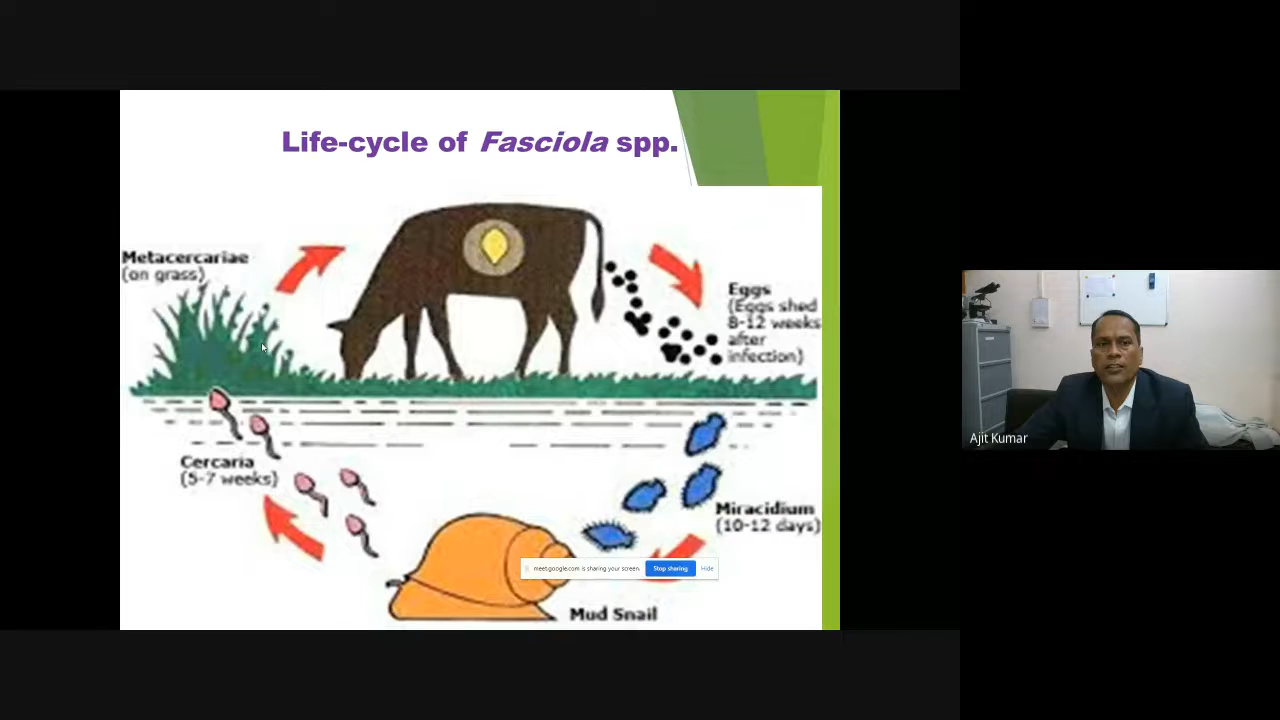 Life-cycle of Fasciola spp.
Metacercariae
(on grass)
Eggs
(Eggs shed
8-12 weeks
after
infection)
Cercaria
(5-7 weeks)
Miracidium
(10-12 days)
meet.google.com is sharing your screen.
Stop sharing
Hide
Mud Snail
Ajit Kumar